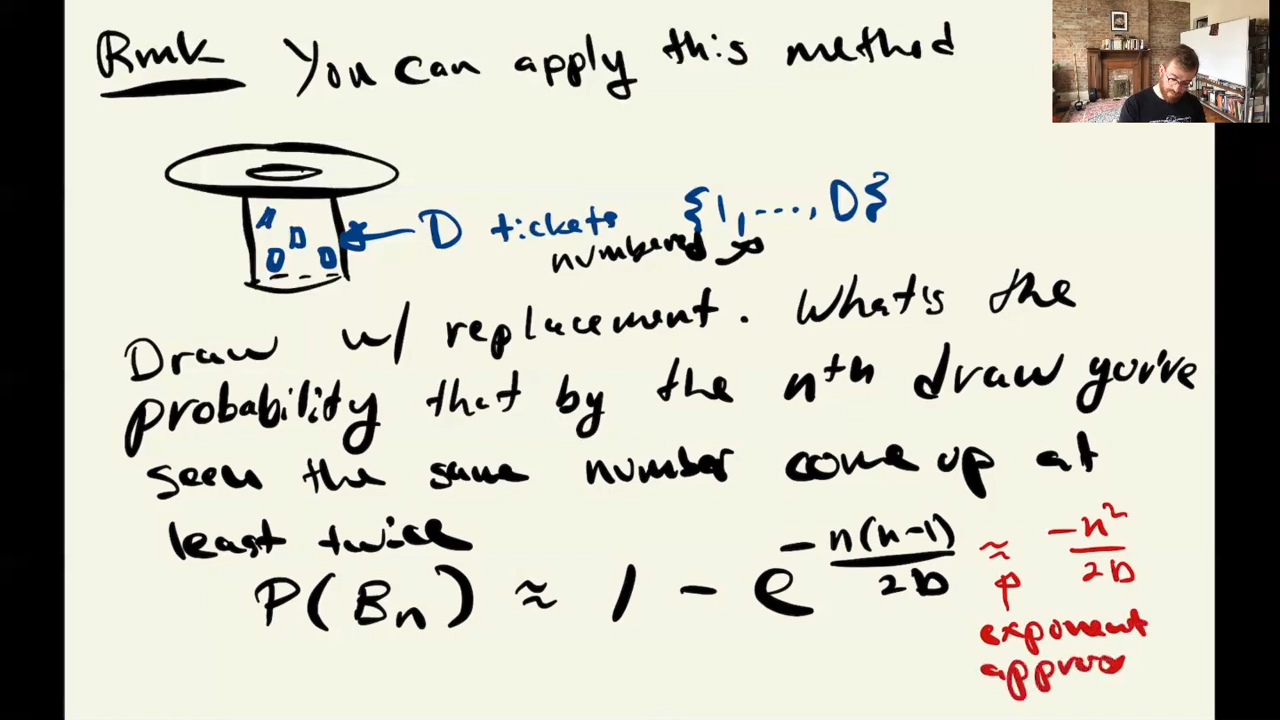 Rmk You can apply this method
D tickets {1,...,D}
numbered
Draw w/ replacement. What's the
probability that by the nth draw you've
seen the same number come up at
least twice
P(Bn) ≈ 1 - e^{-n(n-1)/2D} ≈ -n²/2D
exponent
approx